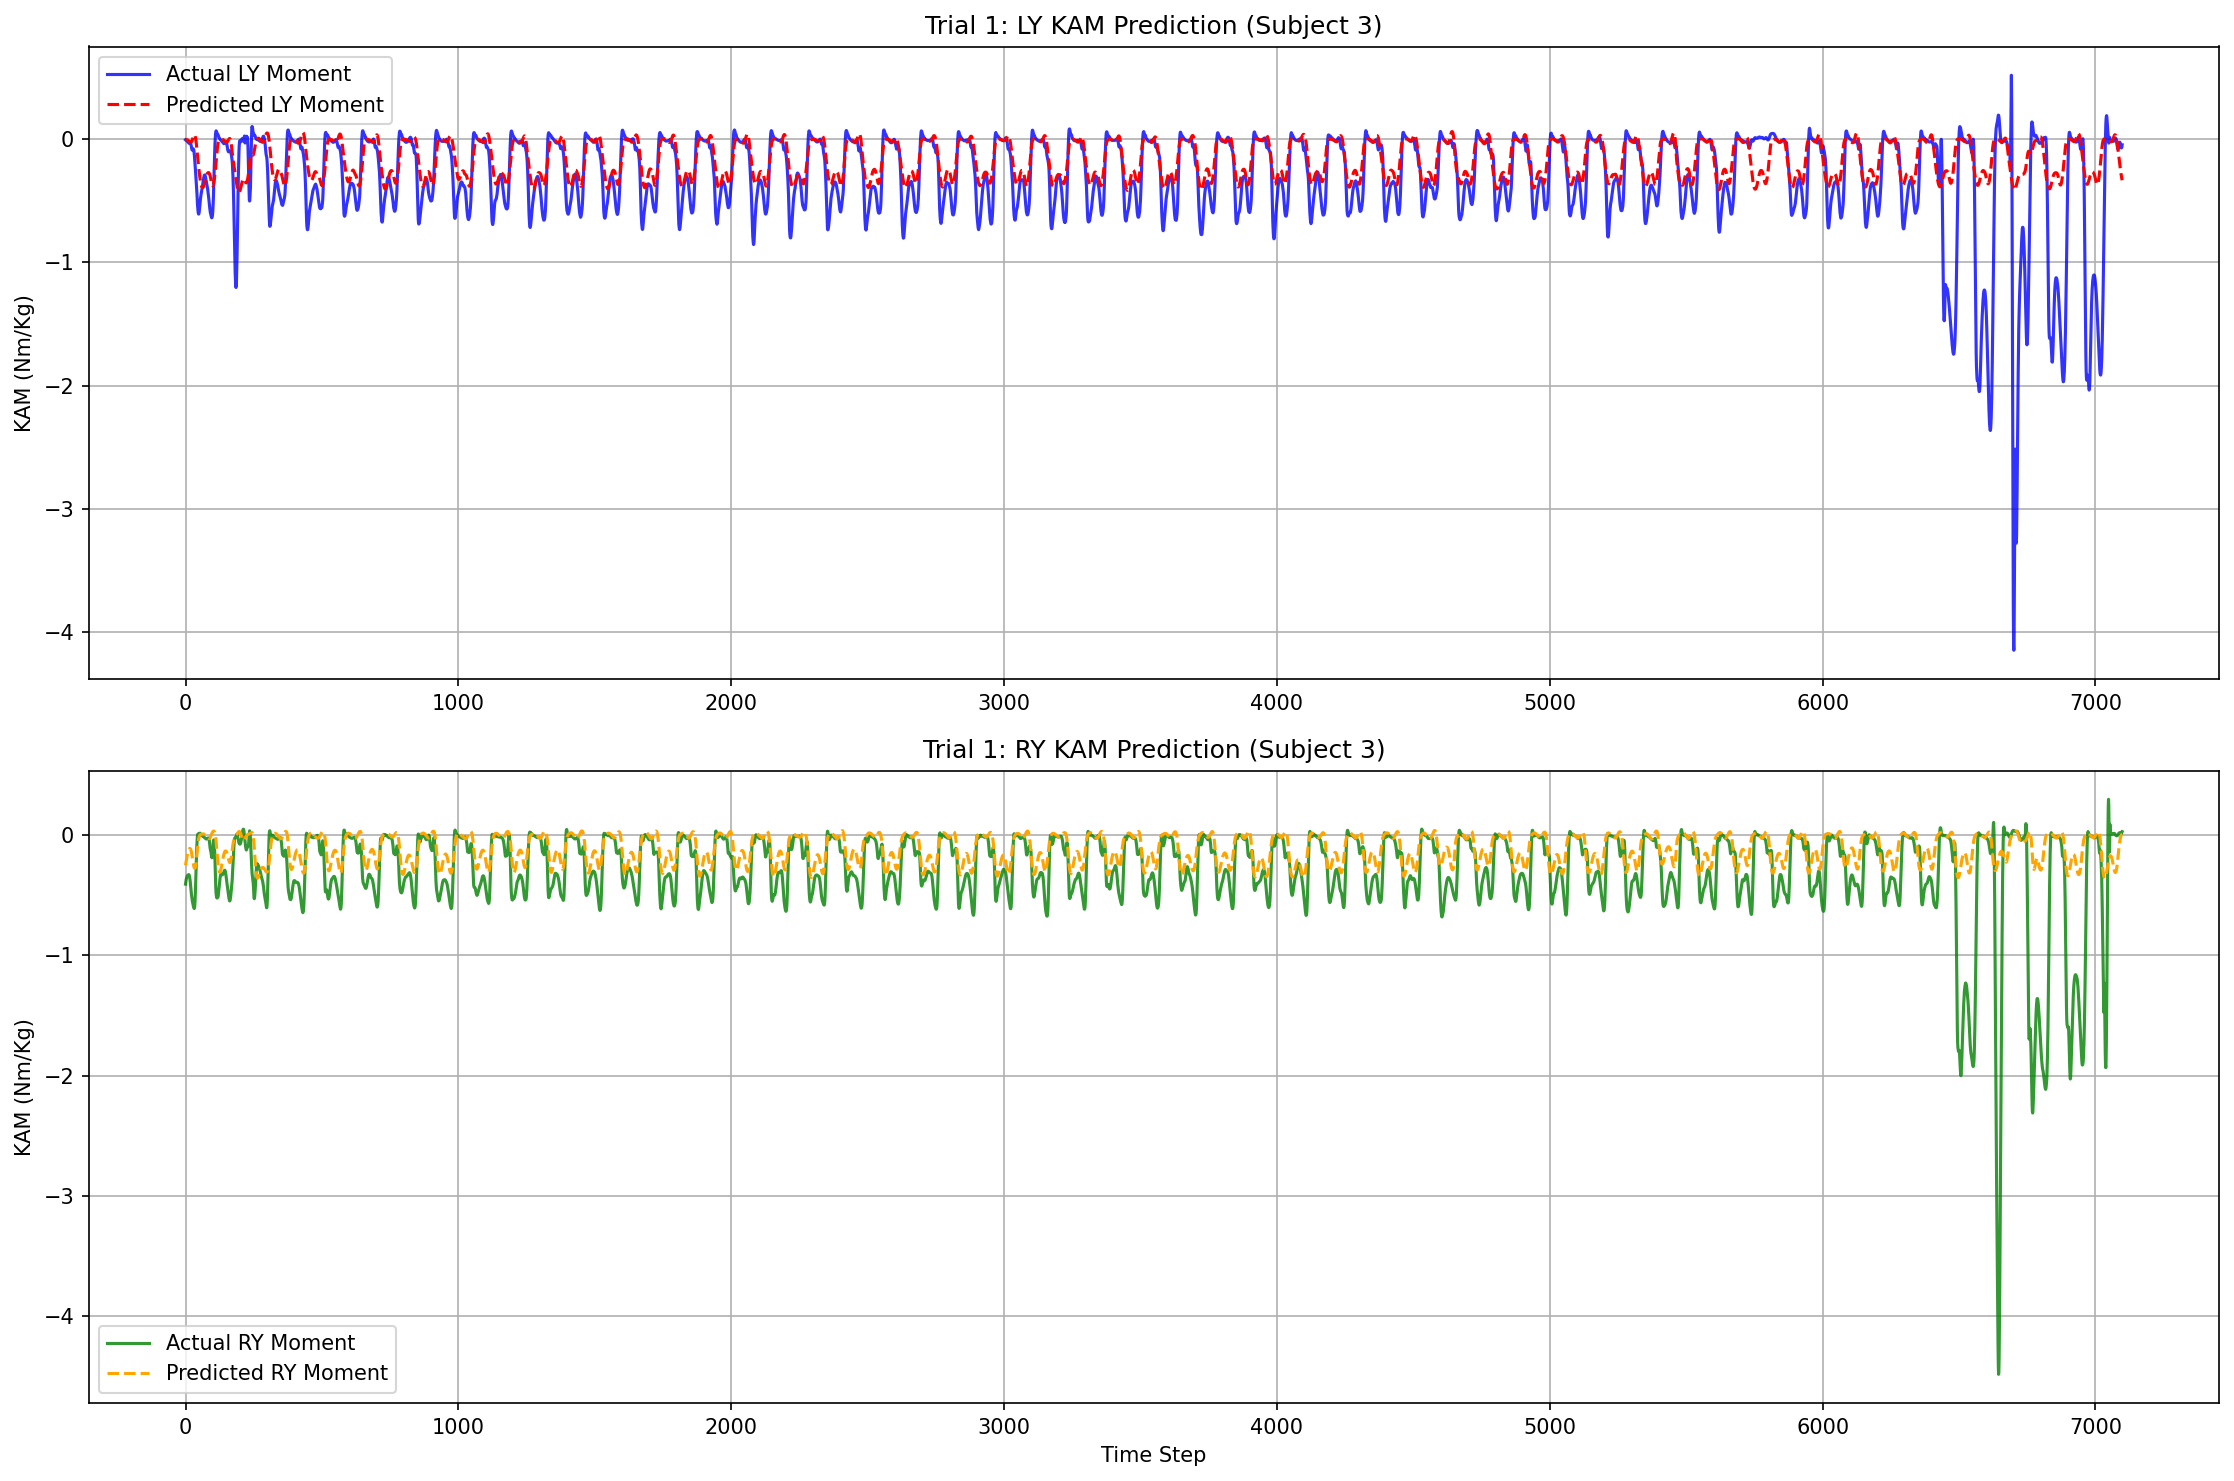 Trial 1: LY KAM Prediction (Subject 3)
Actual LY Moment
Predicted LY Moment
KAM (Nm/Kg)
0
−1
−2
−3
−4
0 1000 2000 3000 4000 5000 6000 7000
Trial 1: RY KAM Prediction (Subject 3)
KAM (Nm/Kg)
0
−1
−2
−3
−4
Actual RY Moment
Predicted RY Moment
0 1000 2000 3000 4000 5000 6000 7000
Time Step